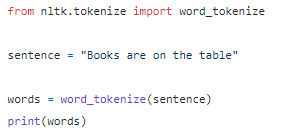 from nltk.tokenize import word_tokenize
sentence = "Books are on the table"
words = word_tokenize(sentence)
print(words)